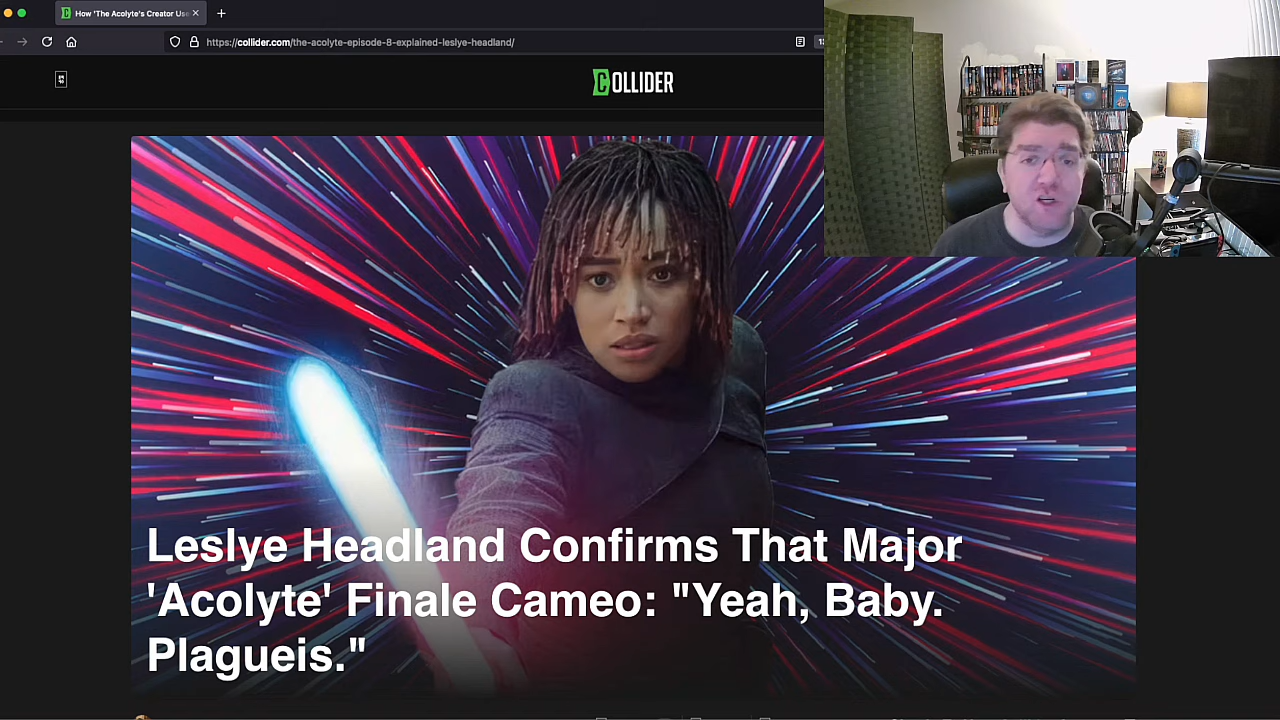 How 'The Acolyte's Creator Use
https://collider.com/the-acolyte-episode-8-explained-leslye-headland/
COLLIDER
Leslye Headland Confirms That Major
'Acolyte' Finale Cameo: "Yeah, Baby.
Plagueis."